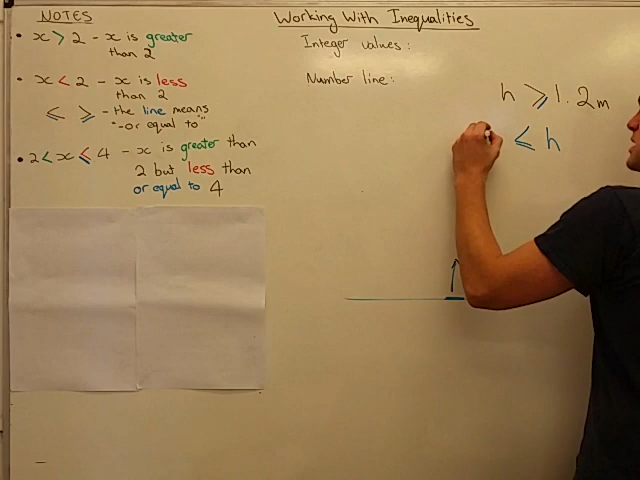 NOTES
• x > 2 - x is greater
than 2
• x < 2 - x is less
than 2
≤ ≥ - the line means
"-or equal to"
• 2 < x ≤ 4 - x is greater than
2 but less than
or equal to 4
Working With Inequalities
Integer values:
Number line:
h ≥ 1.2m
≤ h